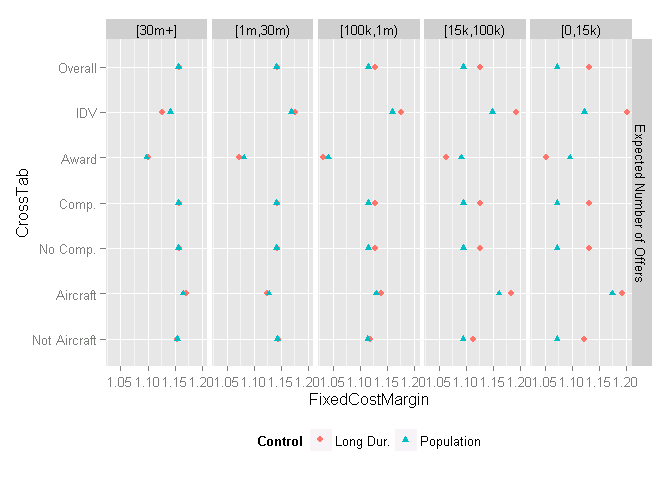 [30m+] [1m,30m) [100k,1m) [15k,100k) [0,15k)
Overall
IDV
Award
Comp.
No Comp.
Aircraft
Not Aircraft
CrossTab
Expected Number of Offers
1.05 1.10 1.15 1.20 1.05 1.10 1.15 1.20 1.05 1.10 1.15 1.20 1.05 1.10 1.15 1.20 1.05 1.10 1.15 1.20
FixedCostMargin
Control Long Dur. Population